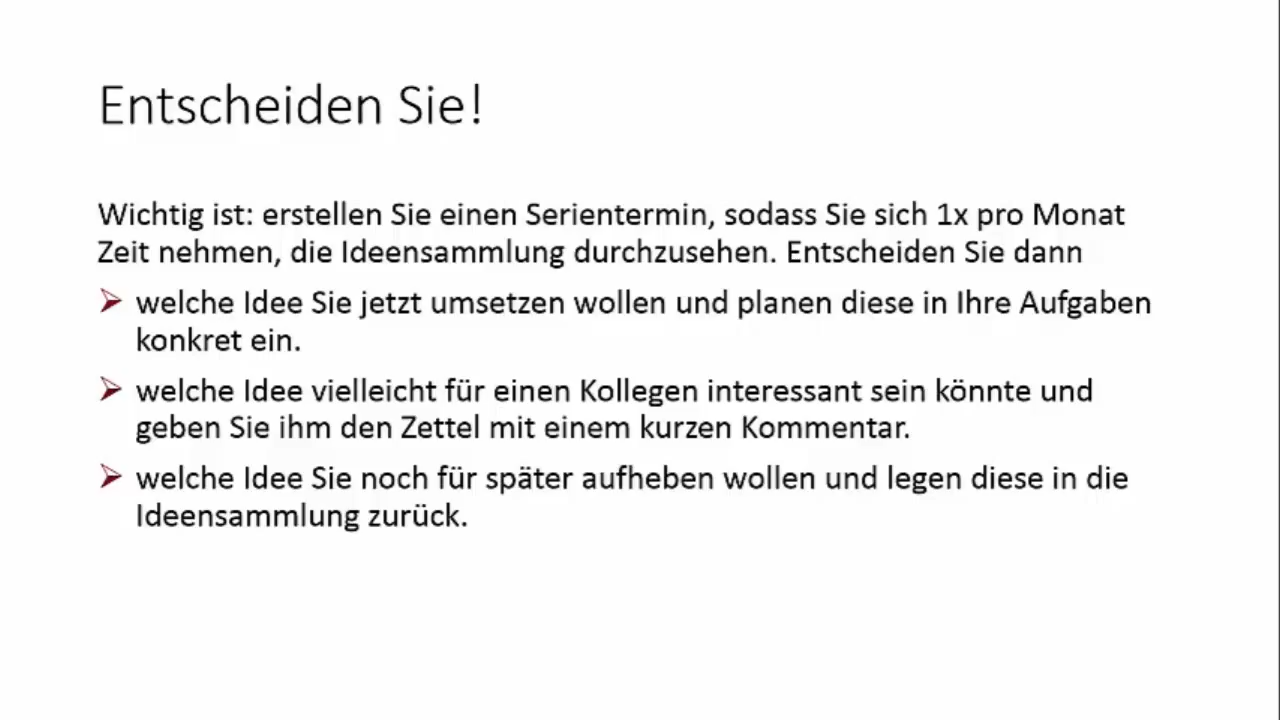 Entscheiden Sie!
Wichtig ist: erstellen Sie einen Serientermin, sodass Sie sich 1x pro Monat
Zeit nehmen, die Ideensammlung durchzusehen. Entscheiden Sie dann
welche Idee Sie jetzt umsetzen wollen und planen diese in Ihre Aufgaben
konkret ein.
welche Idee vielleicht für einen Kollegen interessant sein könnte und
geben Sie ihm den Zettel mit einem kurzen Kommentar.
welche Idee Sie noch für später aufheben wollen und legen diese in die
Ideensammlung zurück.